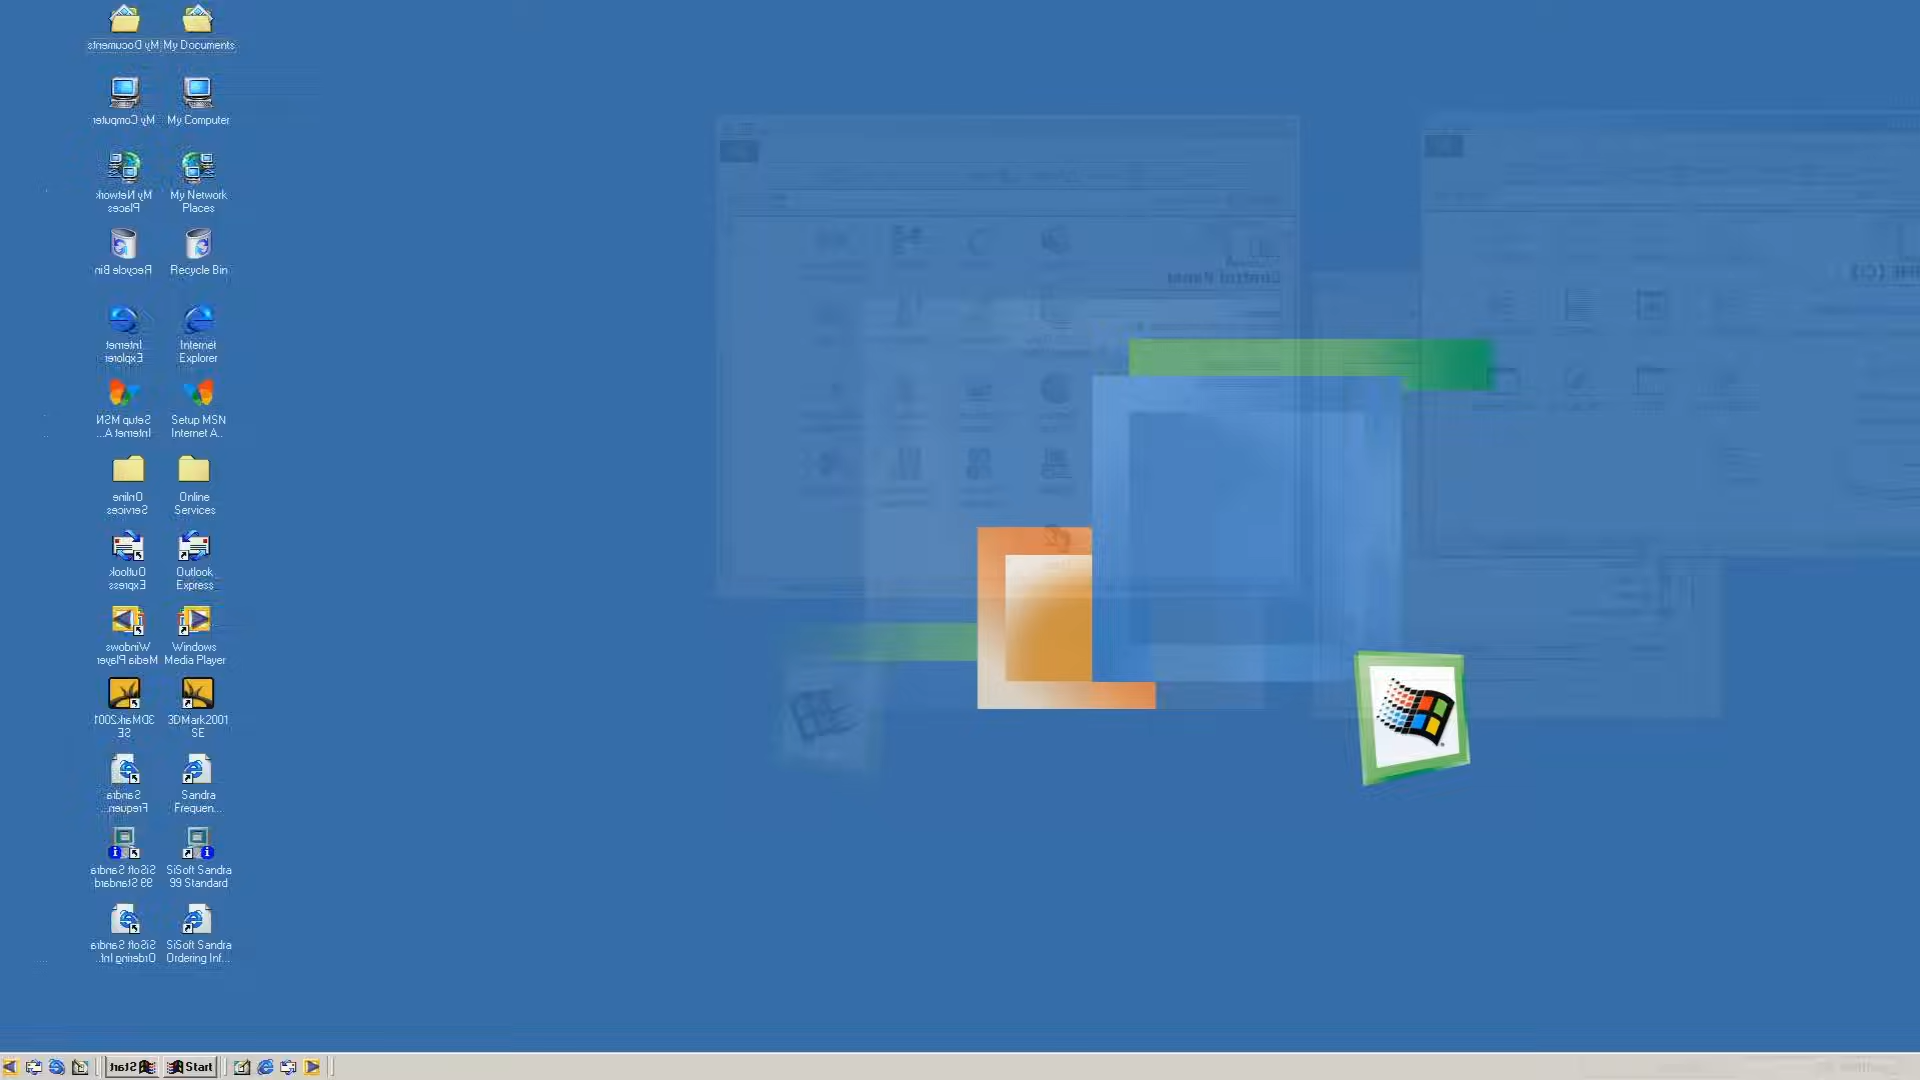 My Documents My Documents
My Computer My Computer
My Network My Network
Places Places
Recycle Bin Recycle Bin
Internet Internet
Explorer Explorer
Setup MSN Setup MSN
Internet A... Internet A...
Online Online
Services Services
Outlook Outlook
Express Express
Windows Windows
Media Player Media Player
3DMark2001 3DMark2001
SE SE
Sandra Sandra
Frequen... Frequen...
SiSoft Sandra SiSoft Sandra
99 Standard 99 Standard
SiSoft Sandra SiSoft Sandra
Ordering Inf... Ordering Inf...
Control Panel
(C:)
Start Start